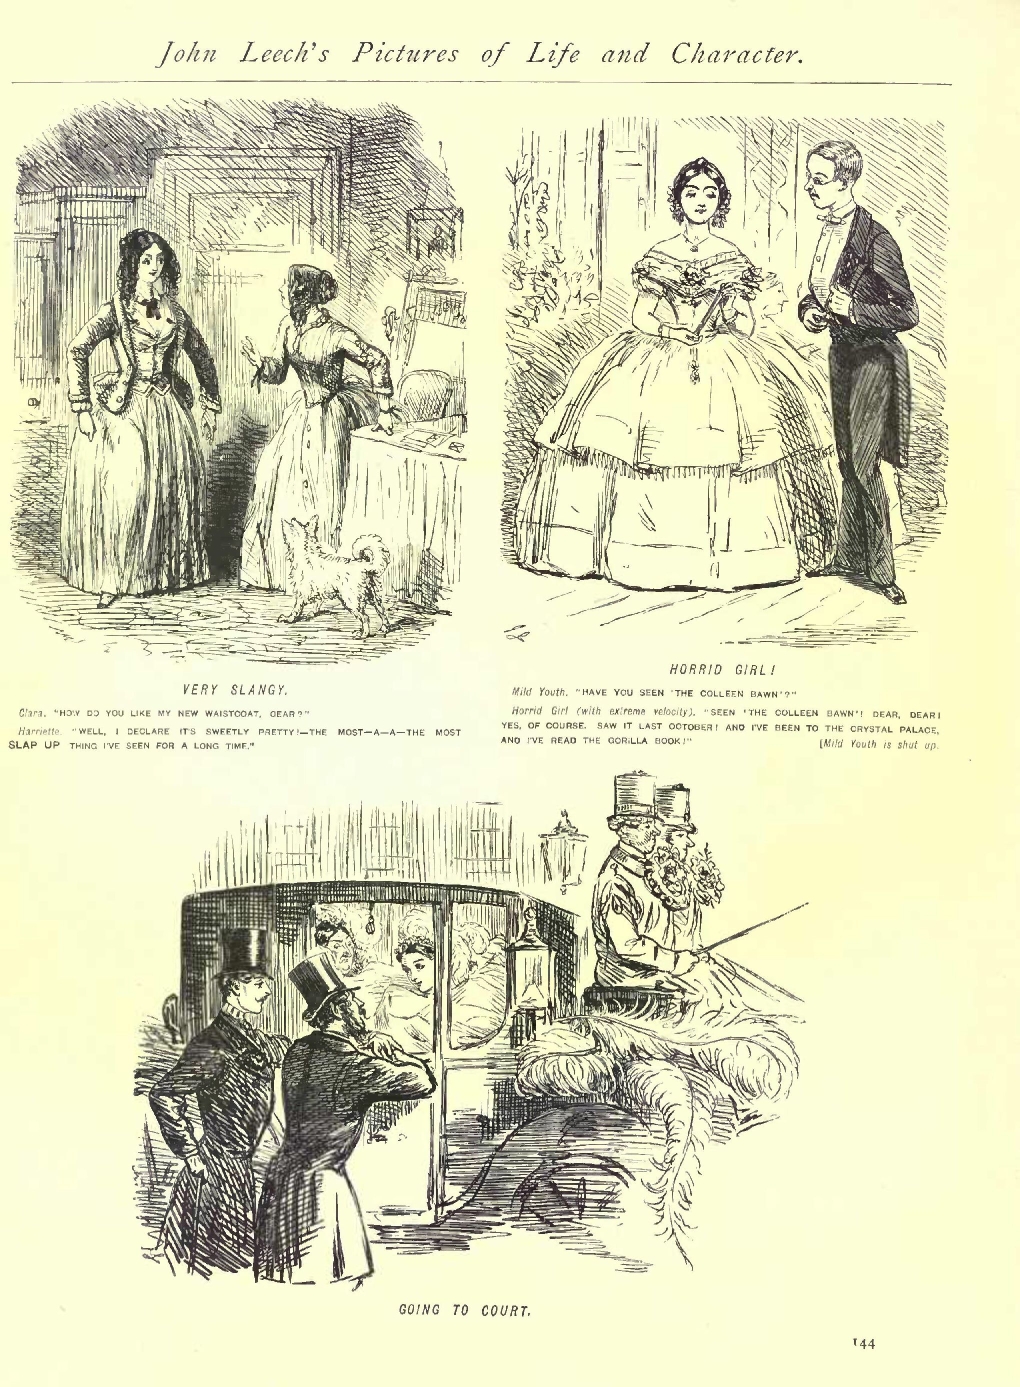 John Leech's Pictures of Life and Character.
VERY SLANGY.
Clara. "HOW DO YOU LIKE MY NEW WAISTCOAT, DEAR?"
Harriette. "WELL, I DECLARE IT'S SWEETLY PRETTY!—THE MOST—A—A—THE MOST
SLAP UP THING I'VE SEEN FOR A LONG TIME."
HORRID GIRL!
Mild Youth. "HAVE YOU SEEN 'THE COLLEEN BAWN'?"
Horrid Girl (with extreme velocity). "SEEN 'THE COLLEEN BAWN'! DEAR, DEAR!
YES, OF COURSE. SAW IT LAST OCTOBER! AND I'VE BEEN TO THE CRYSTAL PALACE,
AND I'VE READ THE GORILLA BOOK!" [Mild Youth is shut up.
GOING TO COURT.
144